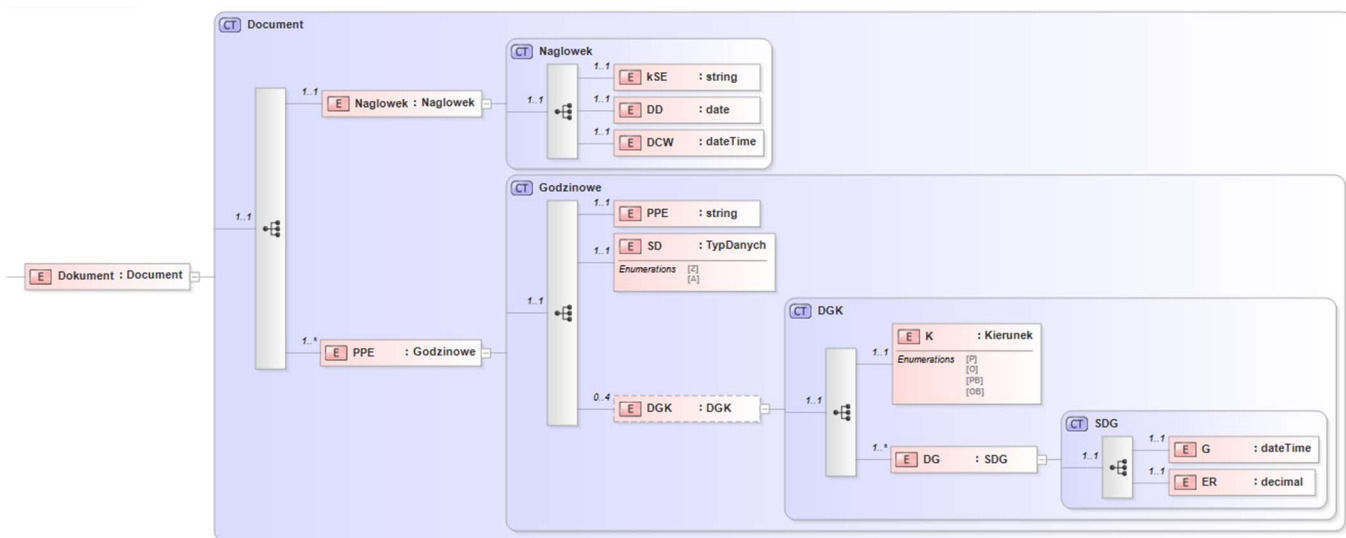 CT Document
CT Naglowek
1..1 E kSE : string
1..1 E Naglowek : Naglowek
1..1
1..1 E DD : date
1..1 E DCW : dateTime
CT Godzinowe
1..1 E PPE : string
1..1
1..1 E SD : TypDanych
Enumerations [Z]
[A]
E Dokument : Document
1..1
CT DGK
1..1 E K : Kierunek
Enumerations [P]
[O]
[PB]
[OB]
1..* E PPE : Godzinowe
0..4 E DGK : DGK
1..1
CT SDG
1..1 E G : dateTime
1..* E DG : SDG
1..1
1..1 E ER : decimal